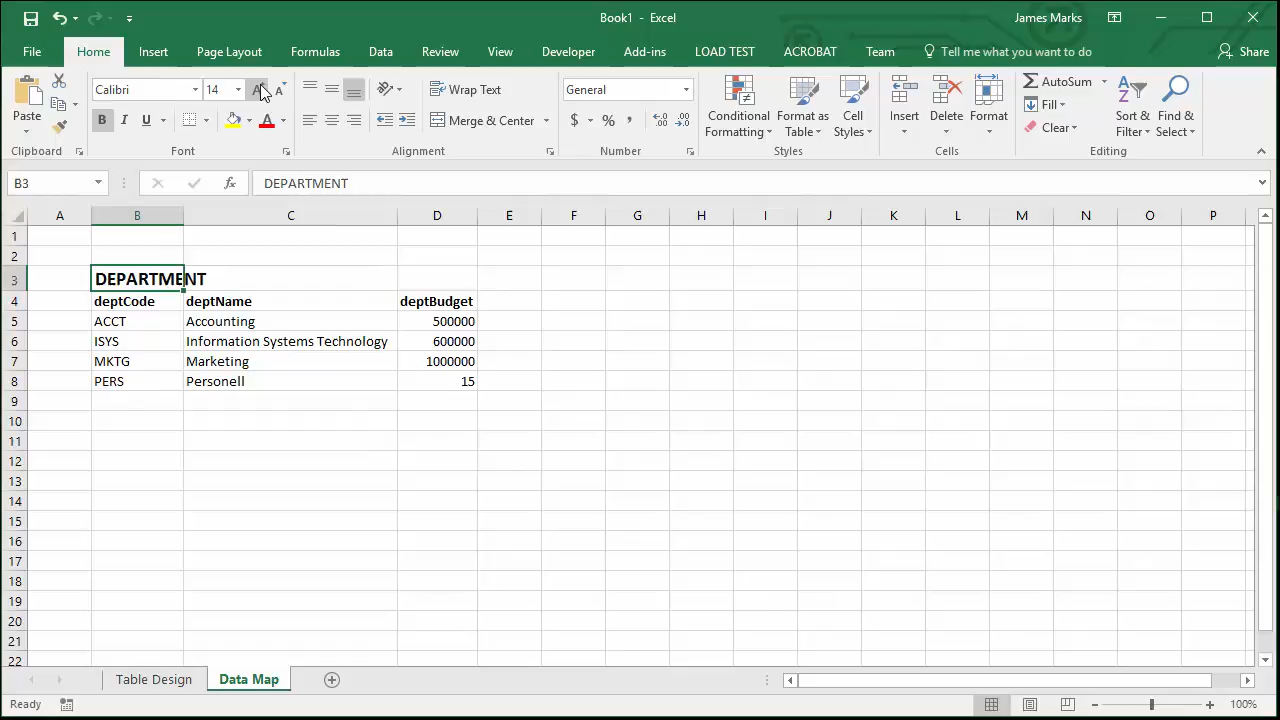 Book1 - Excel
James Marks
File Home Insert Page Layout Formulas Data Review View Developer Add-ins LOAD TEST ACROBAT Team Tell me what you want to do Share
Paste
Clipboard
Calibri 14
B I U
Font
Wrap Text
Merge & Center
Alignment
General
$ % ,
Number
Conditional Formatting
Format as Table
Cell Styles
Styles
Insert
Delete
Format
Cells
AutoSum
Fill
Clear
Sort & Filter
Find & Select
Editing
B3 fx DEPARTMENT
A B C D E F G H I J K L M N O P
1
2
3 DEPARTMENT
4 deptCode deptName deptBudget
5 ACCT Accounting 500000
6 ISYS Information Systems Technology 600000
7 MKTG Marketing 1000000
8 PERS Personell 15
9
10
11
12
13
14
15
16
17
18
19
20
21
22
Table Design Data Map
Ready 100%